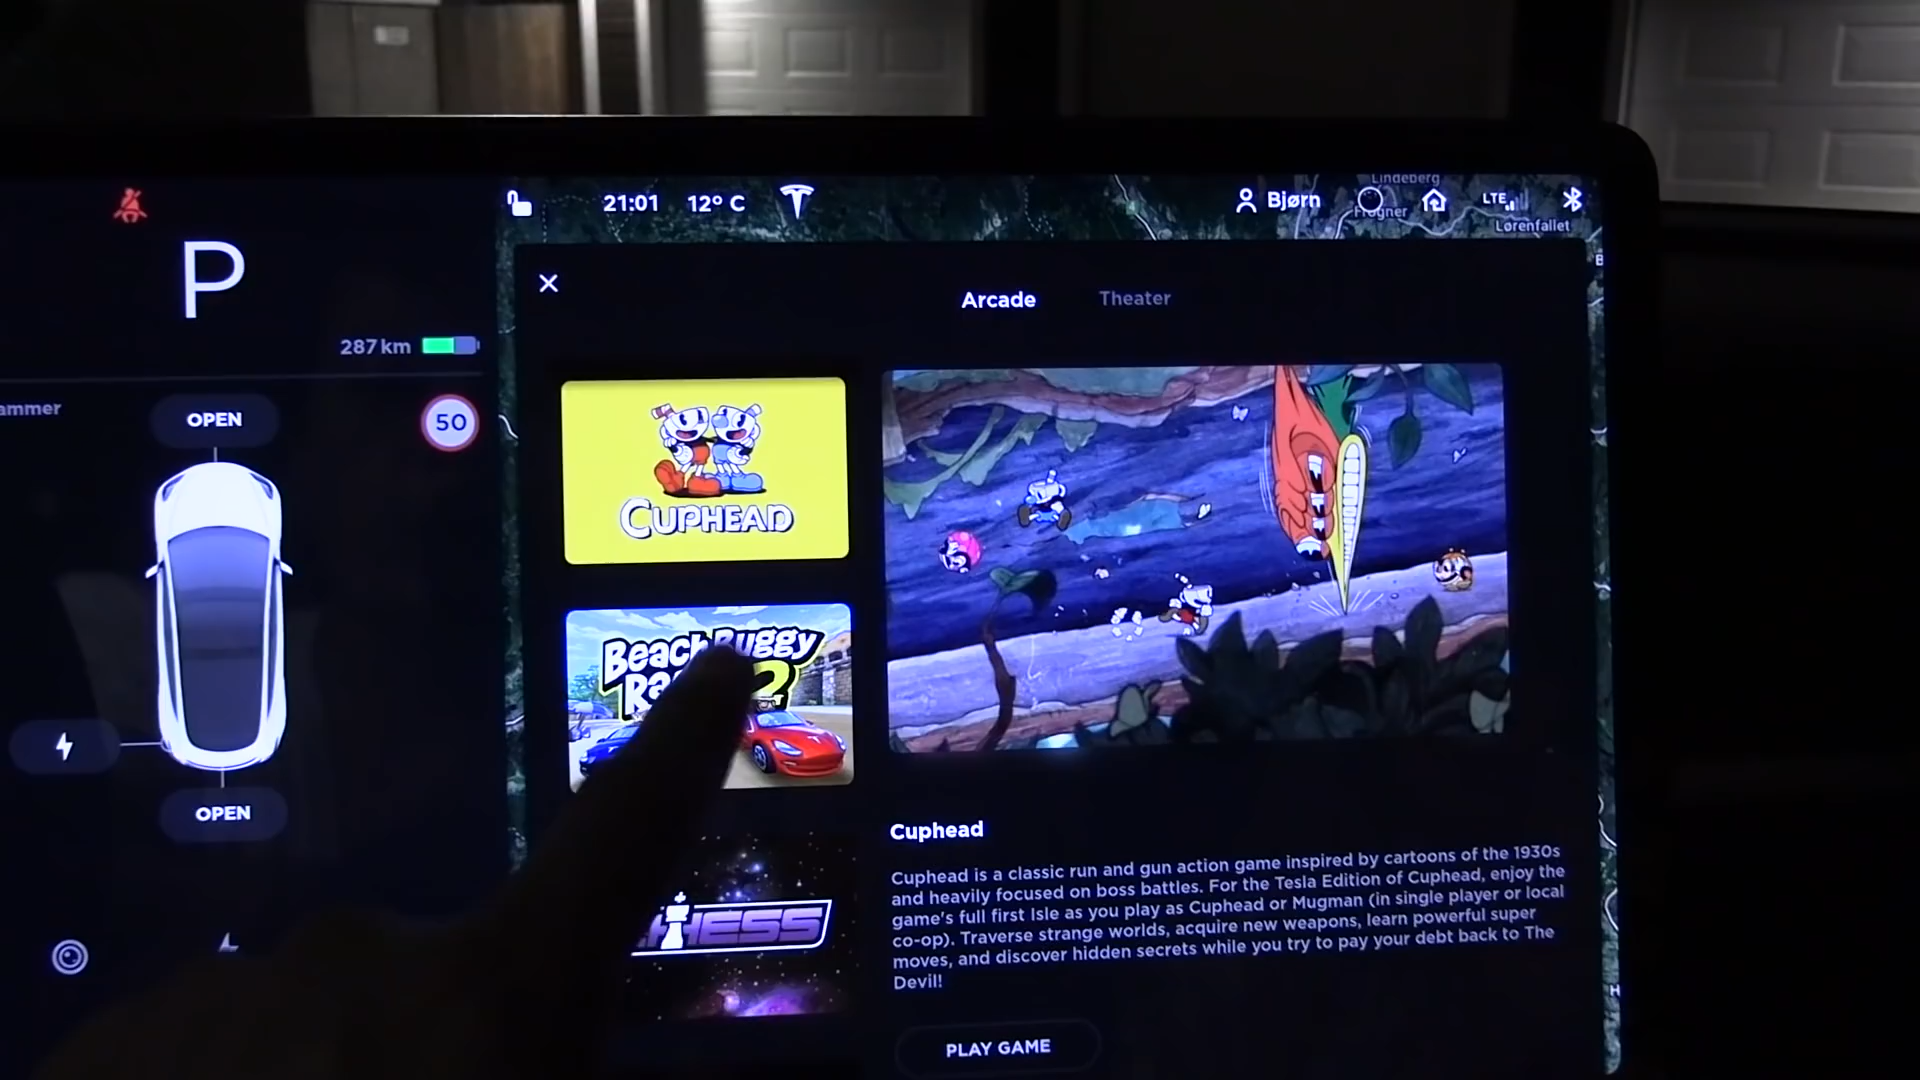 21:01
12° C
Bjørn
LTE
Lindeberg
Frogner
Lørenfallet
P
287 km
ammer
OPEN
50
OPEN
Arcade
Theater
CUPHEAD
Beach Buggy
2
CHESS
Cuphead
Cuphead is a classic run and gun action game inspired by cartoons of the 1930s
and heavily focused on boss battles. For the Tesla Edition of Cuphead, enjoy the
game's full first Isle as you play as Cuphead or Mugman (in single player or local
co-op). Traverse strange worlds, acquire new weapons, learn powerful super
moves, and discover hidden secrets while you try to pay your debt back to The
Devil!
PLAY GAME